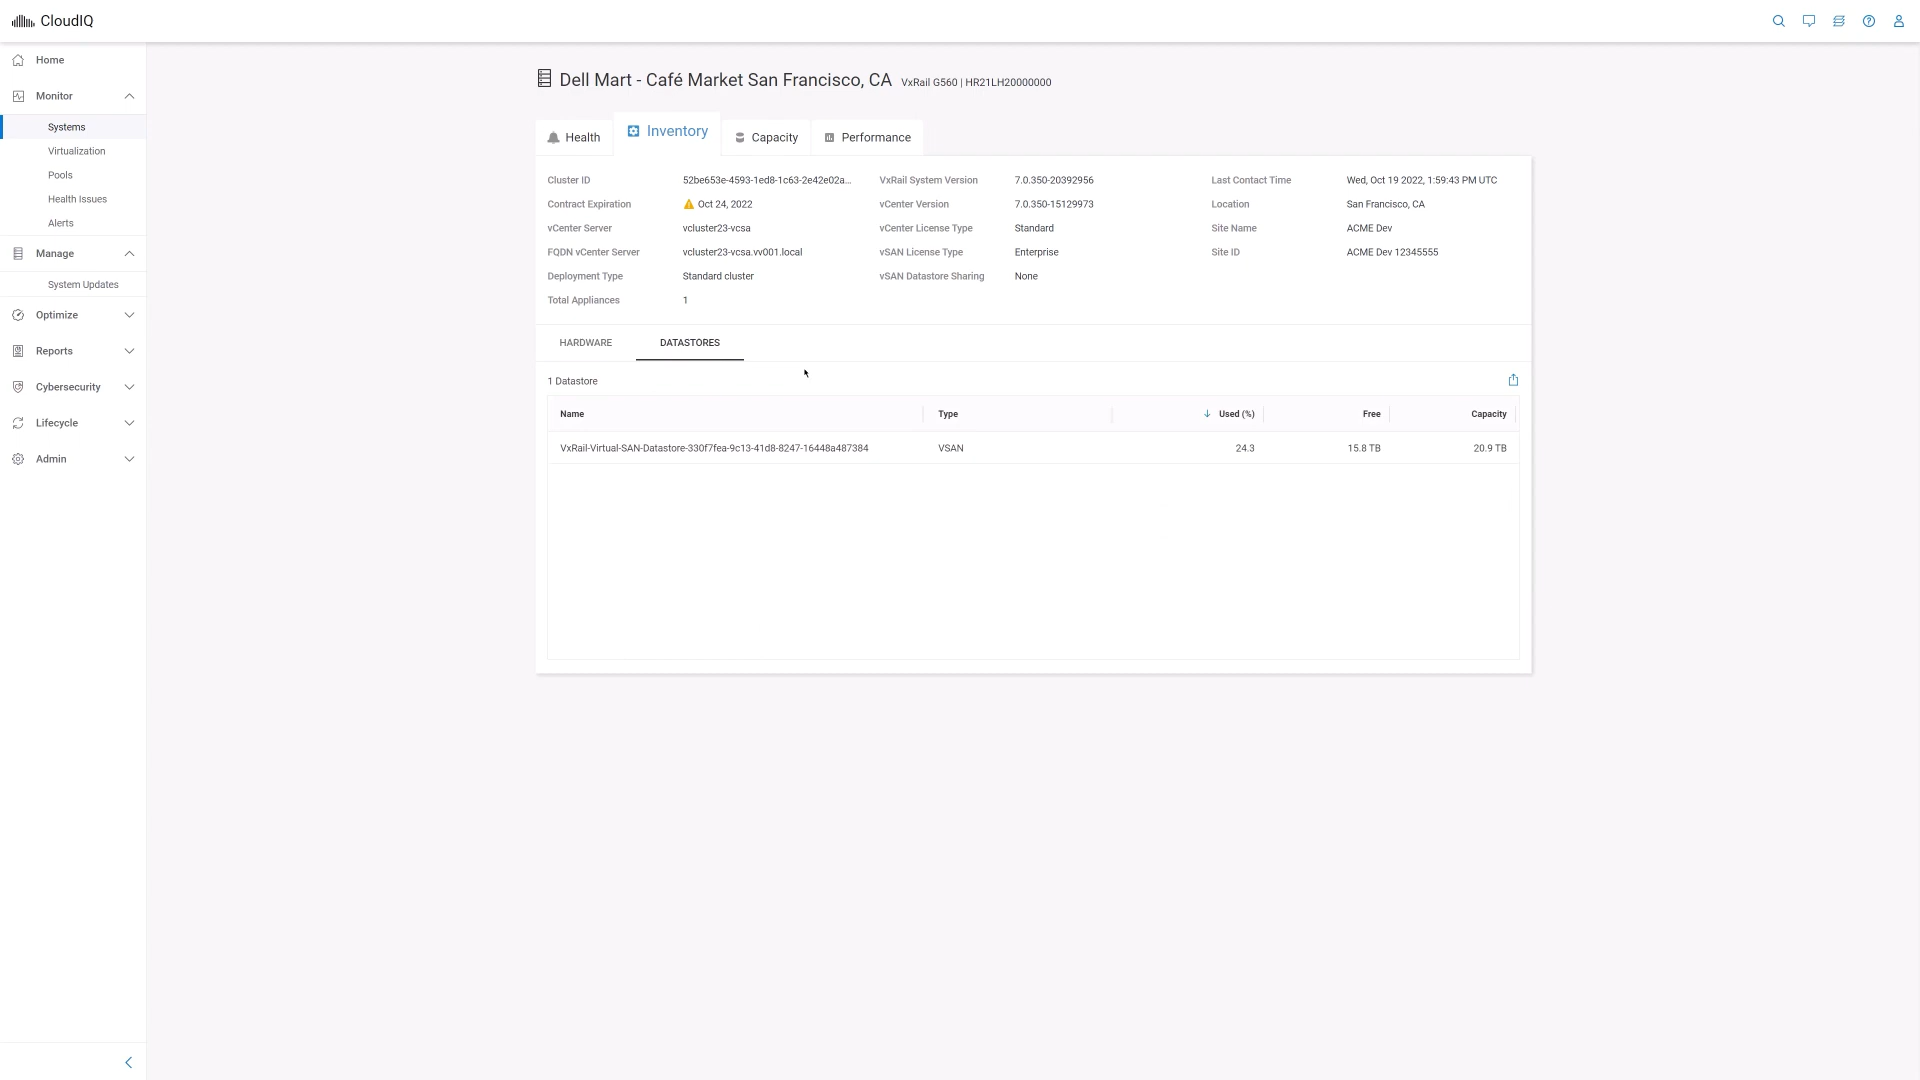 CloudIQ
Home
Monitor
Systems
Virtualization
Pools
Health Issues
Alerts
Manage
System Updates
Optimize
Reports
Cybersecurity
Lifecycle
Admin
Dell Mart - Café Market San Francisco, CA VxRail G560 | HR21LH20000000
Health Inventory Capacity Performance
Cluster ID 52be653e-4593-1ed8-1c63-2e42e02a... VxRail System Version 7.0.350-20392956 Last Contact Time Wed, Oct 19 2022, 1:59:43 PM UTC
Contract Expiration Oct 24, 2022 vCenter Version 7.0.350-15129973 Location San Francisco, CA
vCenter Server vcluster23-vcsa vCenter License Type Standard Site Name ACME Dev
FQDN vCenter Server vcluster23-vcsa.vv001.local vSAN License Type Enterprise Site ID ACME Dev 12345555
Deployment Type Standard cluster vSAN Datastore Sharing None
Total Appliances 1
HARDWARE DATASTORES
1 Datastore
Name Type Used (%) Free Capacity
VxRail-Virtual-SAN-Datastore-330f7fea-9c13-41d8-8247-16448a487384 VSAN 24.3 15.8 TB 20.9 TB